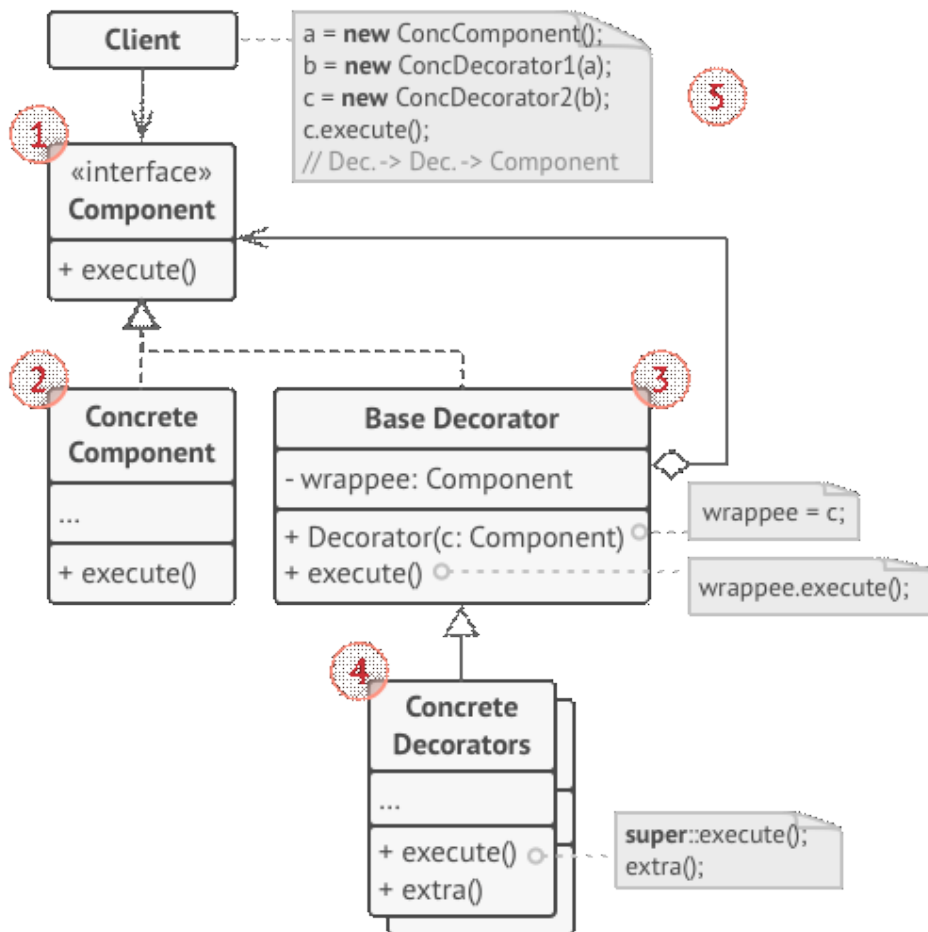 Client
a = new ConcComponent();
b = new ConcDecorator1(a);
c = new ConcDecorator2(b);
c.execute();
// Dec. -> Dec. -> Component
5
1
«interface»
Component
+ execute()
2
Concrete
Component
...
+ execute()
3
Base Decorator
- wrappee: Component
+ Decorator(c: Component)
+ execute()
wrappee = c;
wrappee.execute();
4
Concrete
Decorators
...
+ execute()
+ extra()
super::execute();
extra();